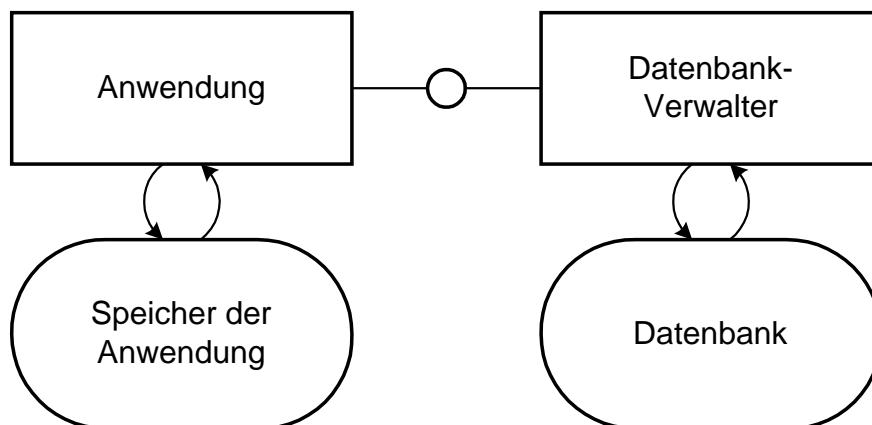 Anwendung
Datenbank-
Verwalter
Speicher der
Anwendung
Datenbank